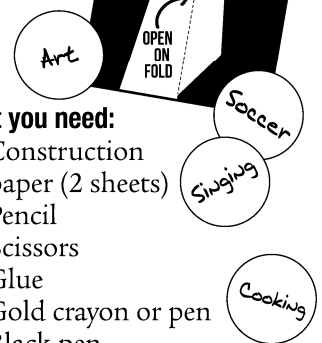 OPEN
ON
FOLD
Art
Soccer
you need:
Construction
paper (2 sheets)
Singing
Pencil
Scissors
Glue
Gold crayon or pen
Cooking
Black pen